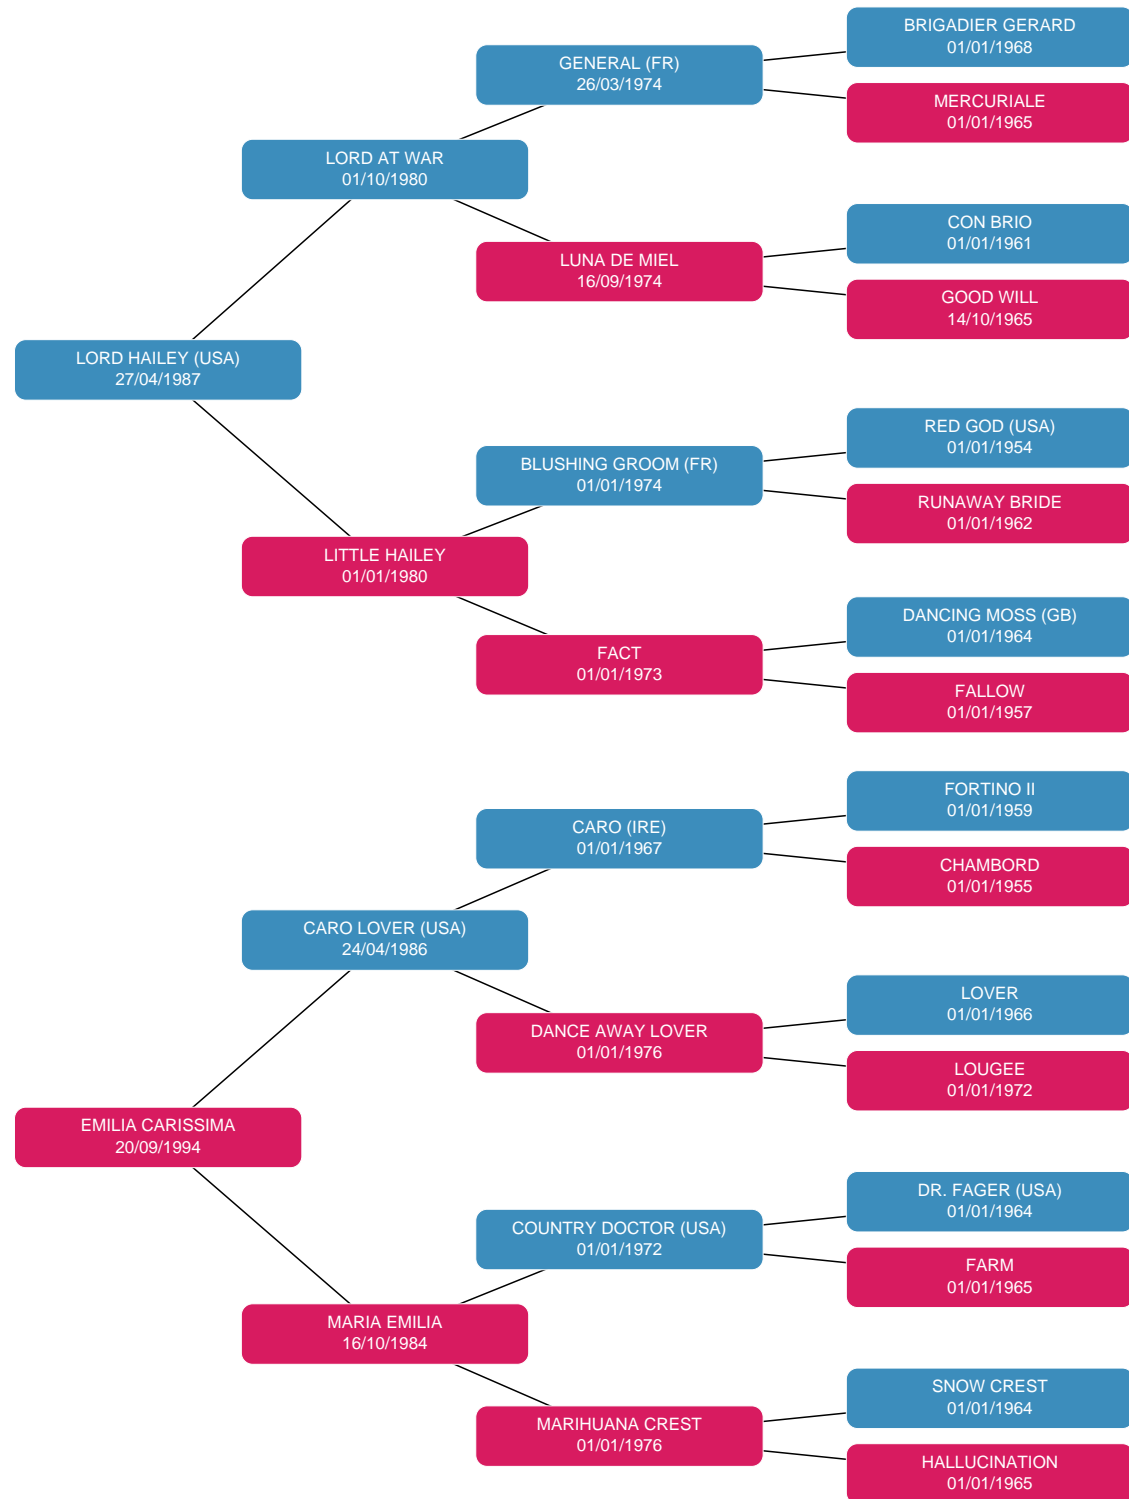 BRIGADIER GERARD
01/01/1968
GENERAL (FR)
26/03/1974
MERCURIALE
01/01/1965
LORD AT WAR
01/10/1980
CON BRIO
01/01/1961
LUNA DE MIEL
16/09/1974
GOOD WILL
14/10/1965
LORD HAILEY (USA)
27/04/1987
RED GOD (USA)
01/01/1954
BLUSHING GROOM (FR)
01/01/1974
RUNAWAY BRIDE
01/01/1962
LITTLE HAILEY
01/01/1980
DANCING MOSS (GB)
01/01/1964
FACT
01/01/1973
FALLOW
01/01/1957
FORTINO II
01/01/1959
CARO (IRE)
01/01/1967
CHAMBORD
01/01/1955
CARO LOVER (USA)
24/04/1986
LOVER
01/01/1966
DANCE AWAY LOVER
01/01/1976
LOUGEE
01/01/1972
EMILIA CARISSIMA
20/09/1994
DR. FAGER (USA)
01/01/1964
COUNTRY DOCTOR (USA)
01/01/1972
FARM
01/01/1965
MARIA EMILIA
16/10/1984
SNOW CREST
01/01/1964
MARIHUANA CREST
01/01/1976
HALLUCINATION
01/01/1965